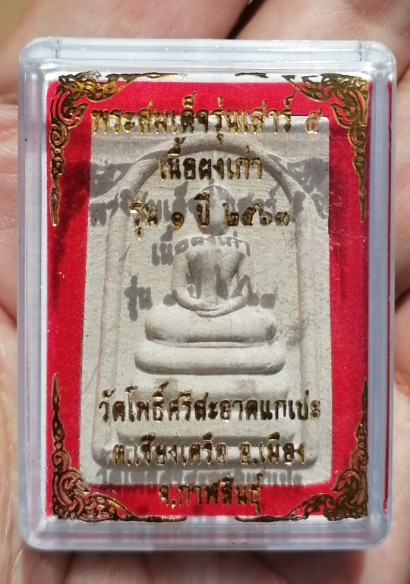 พระสมเด็จรุ่นเสาร์ ๕
เนื้อผงเก่า
รุ่น ๑ ปี ๒๕๖๓
วัดโพธิ์ศรีสะอาดแกเปะ
ต.เชียงเครือ อ.เมือง
จ.กาฬสินธุ์